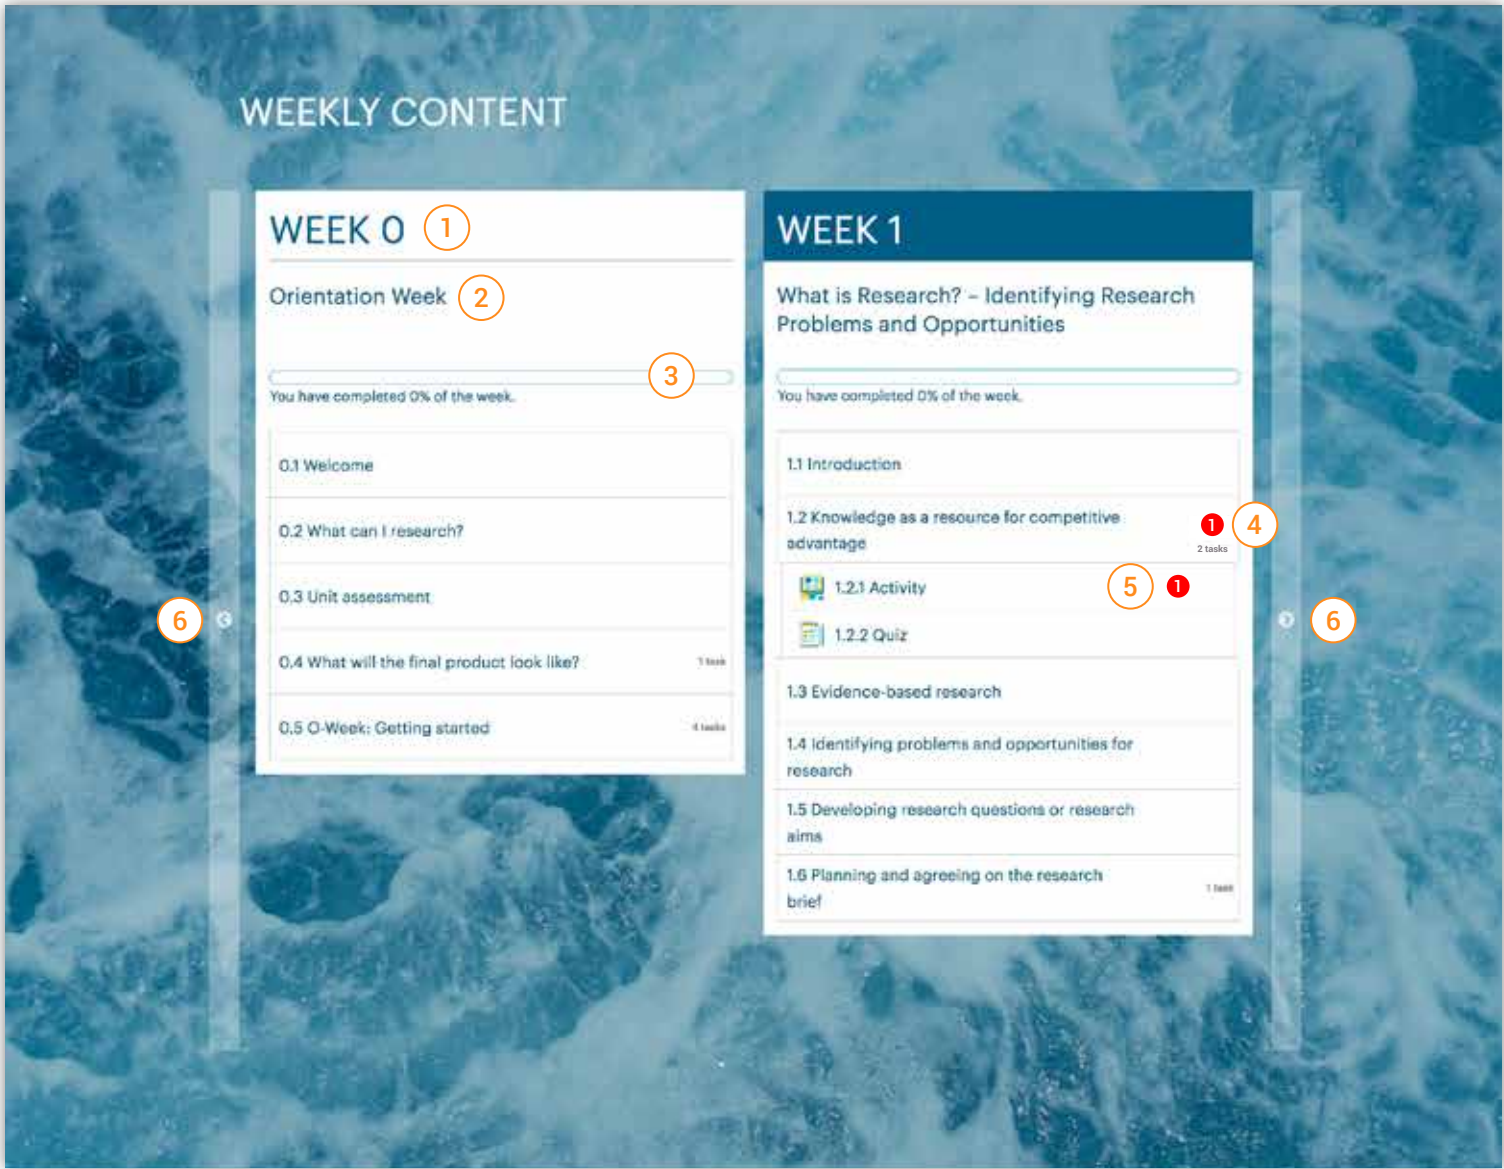 WEEKLY CONTENT
WEEK 0
1
Orientation Week
2
3
You have completed 0% of the week.
0.1 Welcome
0.2 What can I research?
0.3 Unit assessment
0.4 What will the final product look like?
1 task
0.5 O-Week: Getting started
4 tasks
6
WEEK 1
What is Research? – Identifying Research
Problems and Opportunities
You have completed 0% of the week.
1.1 Introduction
1.2 Knowledge as a resource for competitive
advantage
1
4
2 tasks
1.2.1 Activity
5
1
1.2.2 Quiz
1.3 Evidence-based research
1.4 Identifying problems and opportunities for
research
1.5 Developing research questions or research
aims
1.6 Planning and agreeing on the research
brief
1 task
6